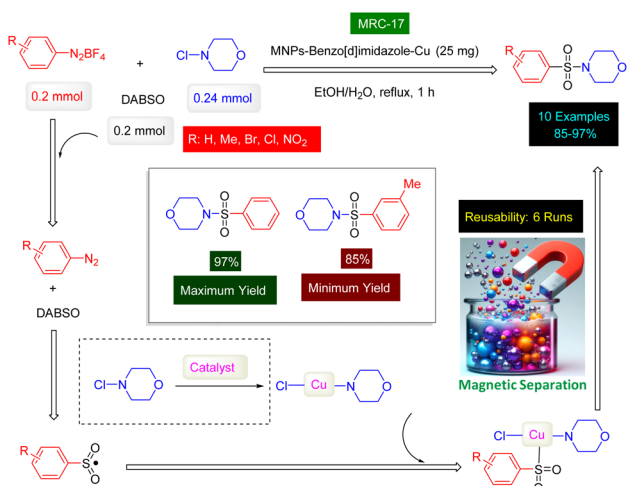 MRC-17
R
N₂BF₄
+
Cl
N
O
MNPs-Benzo[d]imidazole-Cu (25 mg)
EtOH/H₂O, reflux, 1 h
R
O
S
O
N
O
0.2 mmol
DABSO
0.24 mmol
0.2 mmol
R: H, Me, Br, Cl, NO₂
10 Examples
85-97%
O
N
S
O
O
O
N
S
O
O
Me
97%
Maximum Yield
85%
Minimum Yield
Reusability: 6 Runs
Magnetic Separation
R
N₂
+
DABSO
Cl
N
O
Catalyst
Cl
Cu
N
O
R
S
O
O
Cl
Cu
N
O
R
S
O
O